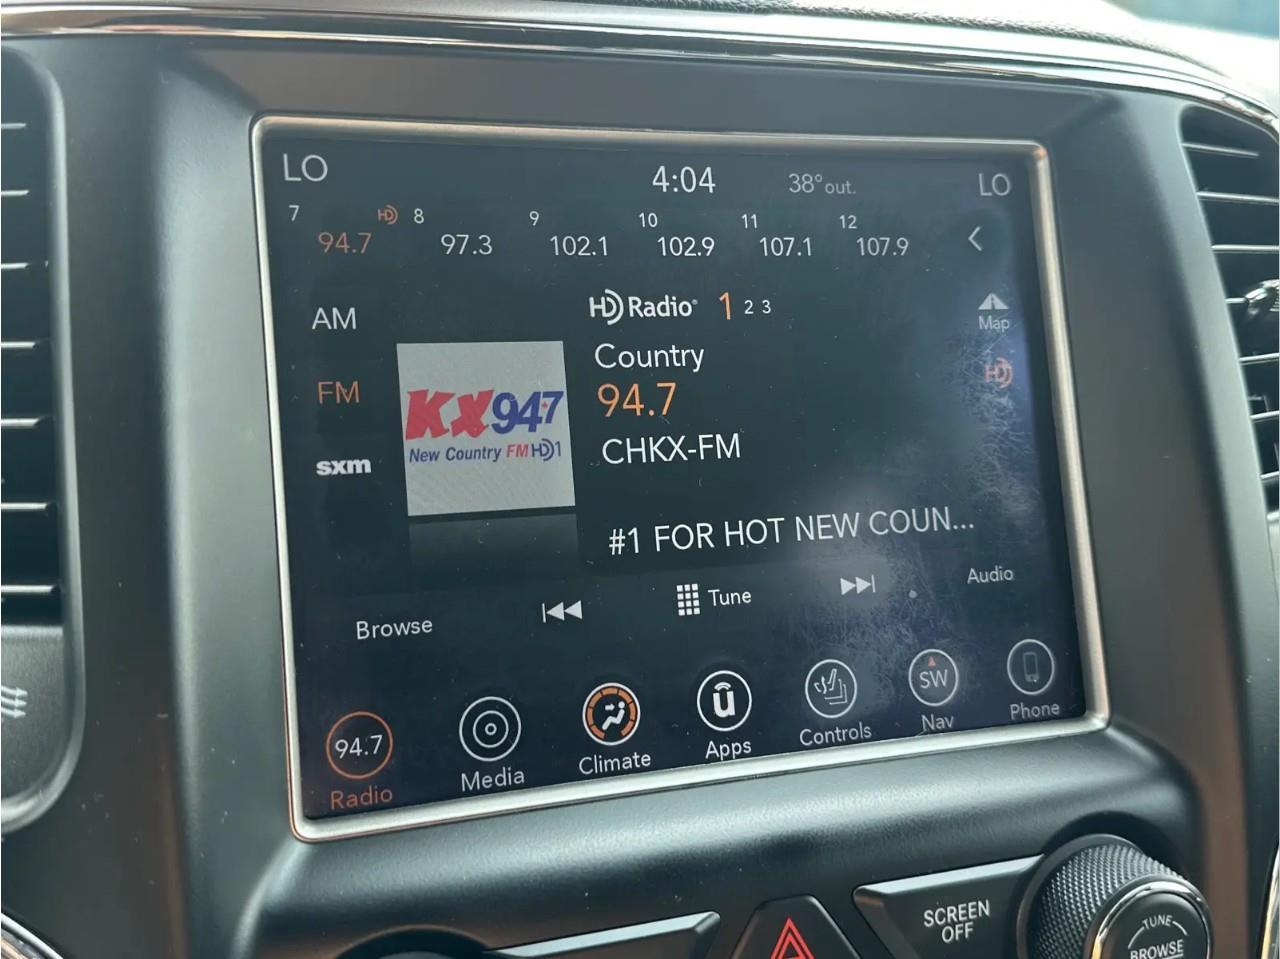 LO 4:04 38° out. LO
7 HD 8 9 10 11 12
94.7 97.3 102.1 102.9 107.1 107.9
HD Radio® 1 2 3
AM
Map
Country
FM
94.7
HD
KX947
New Country FM HD1
CHKX-FM
sxm
#1 FOR HOT NEW COUN...
Browse Tune Audio
94.7 SW
Radio Media Climate Apps Controls Nav Phone
SCREEN
OFF
TUNE
BROWSE